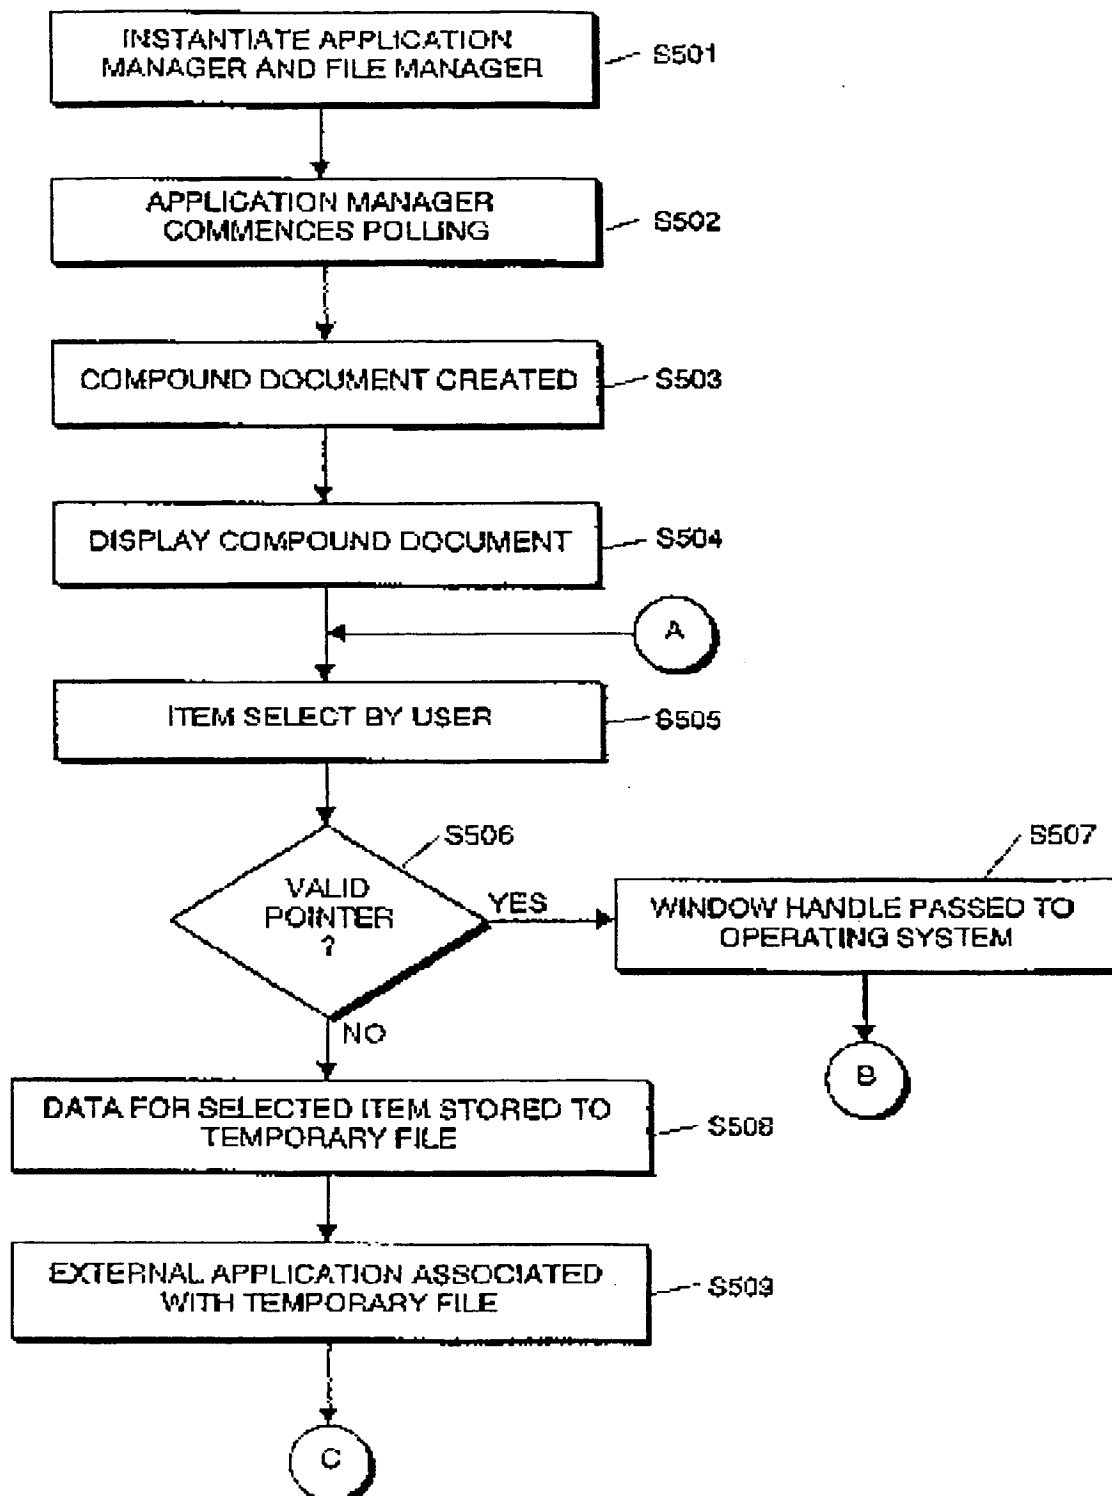 INSTANTIATE APPLICATION
MANAGER AND FILE MANAGER
S501
APPLICATION MANAGER
COMMENCES POLLING
S502
COMPOUND DOCUMENT CREATED
S503
DISPLAY COMPOUND DOCUMENT
S504
A
ITEM SELECT BY USER
S505
S506
VALID
POINTER
?
YES
S507
WINDOW HANDLE PASSED TO
OPERATING SYSTEM
B
NO
DATA FOR SELECTED ITEM STORED TO
TEMPORARY FILE
S508
EXTERNAL APPLICATION ASSOCIATED
WITH TEMPORARY FILE
S509
C